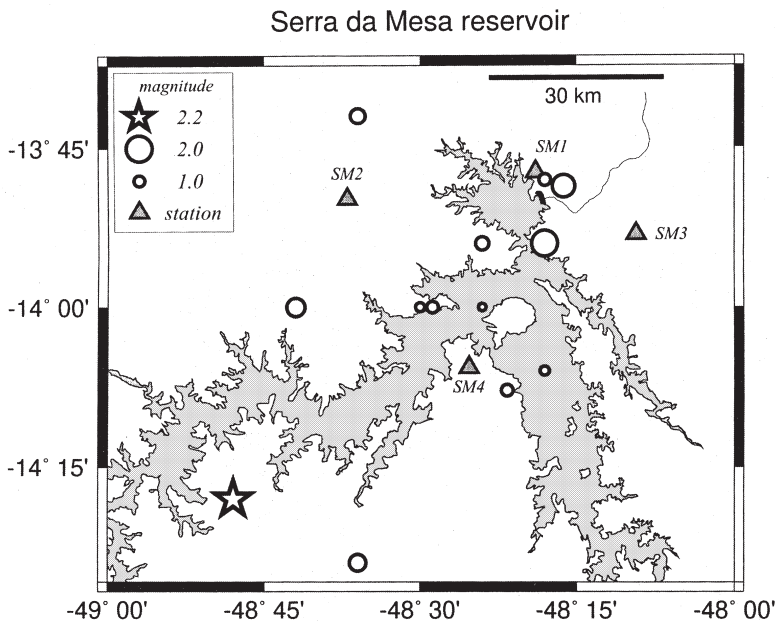 Serra da Mesa reservoir
magnitude
2.2
2.0
1.0
station
30 km
SM1
SM2
SM3
SM4
-13° 45'
-14° 00'
-14° 15'
-49° 00' -48° 45' -48° 30' -48° 15' -48° 00'